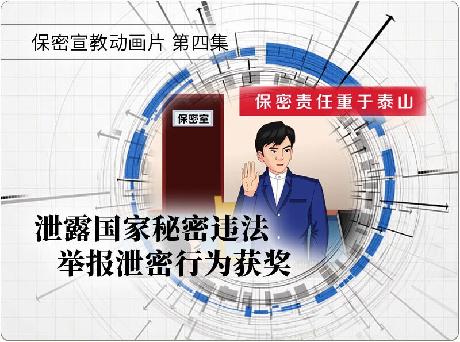 保密宣教动画片 第四集
保密责任重于泰山
保密室
泄露国家秘密违法
举报泄密行为获奖